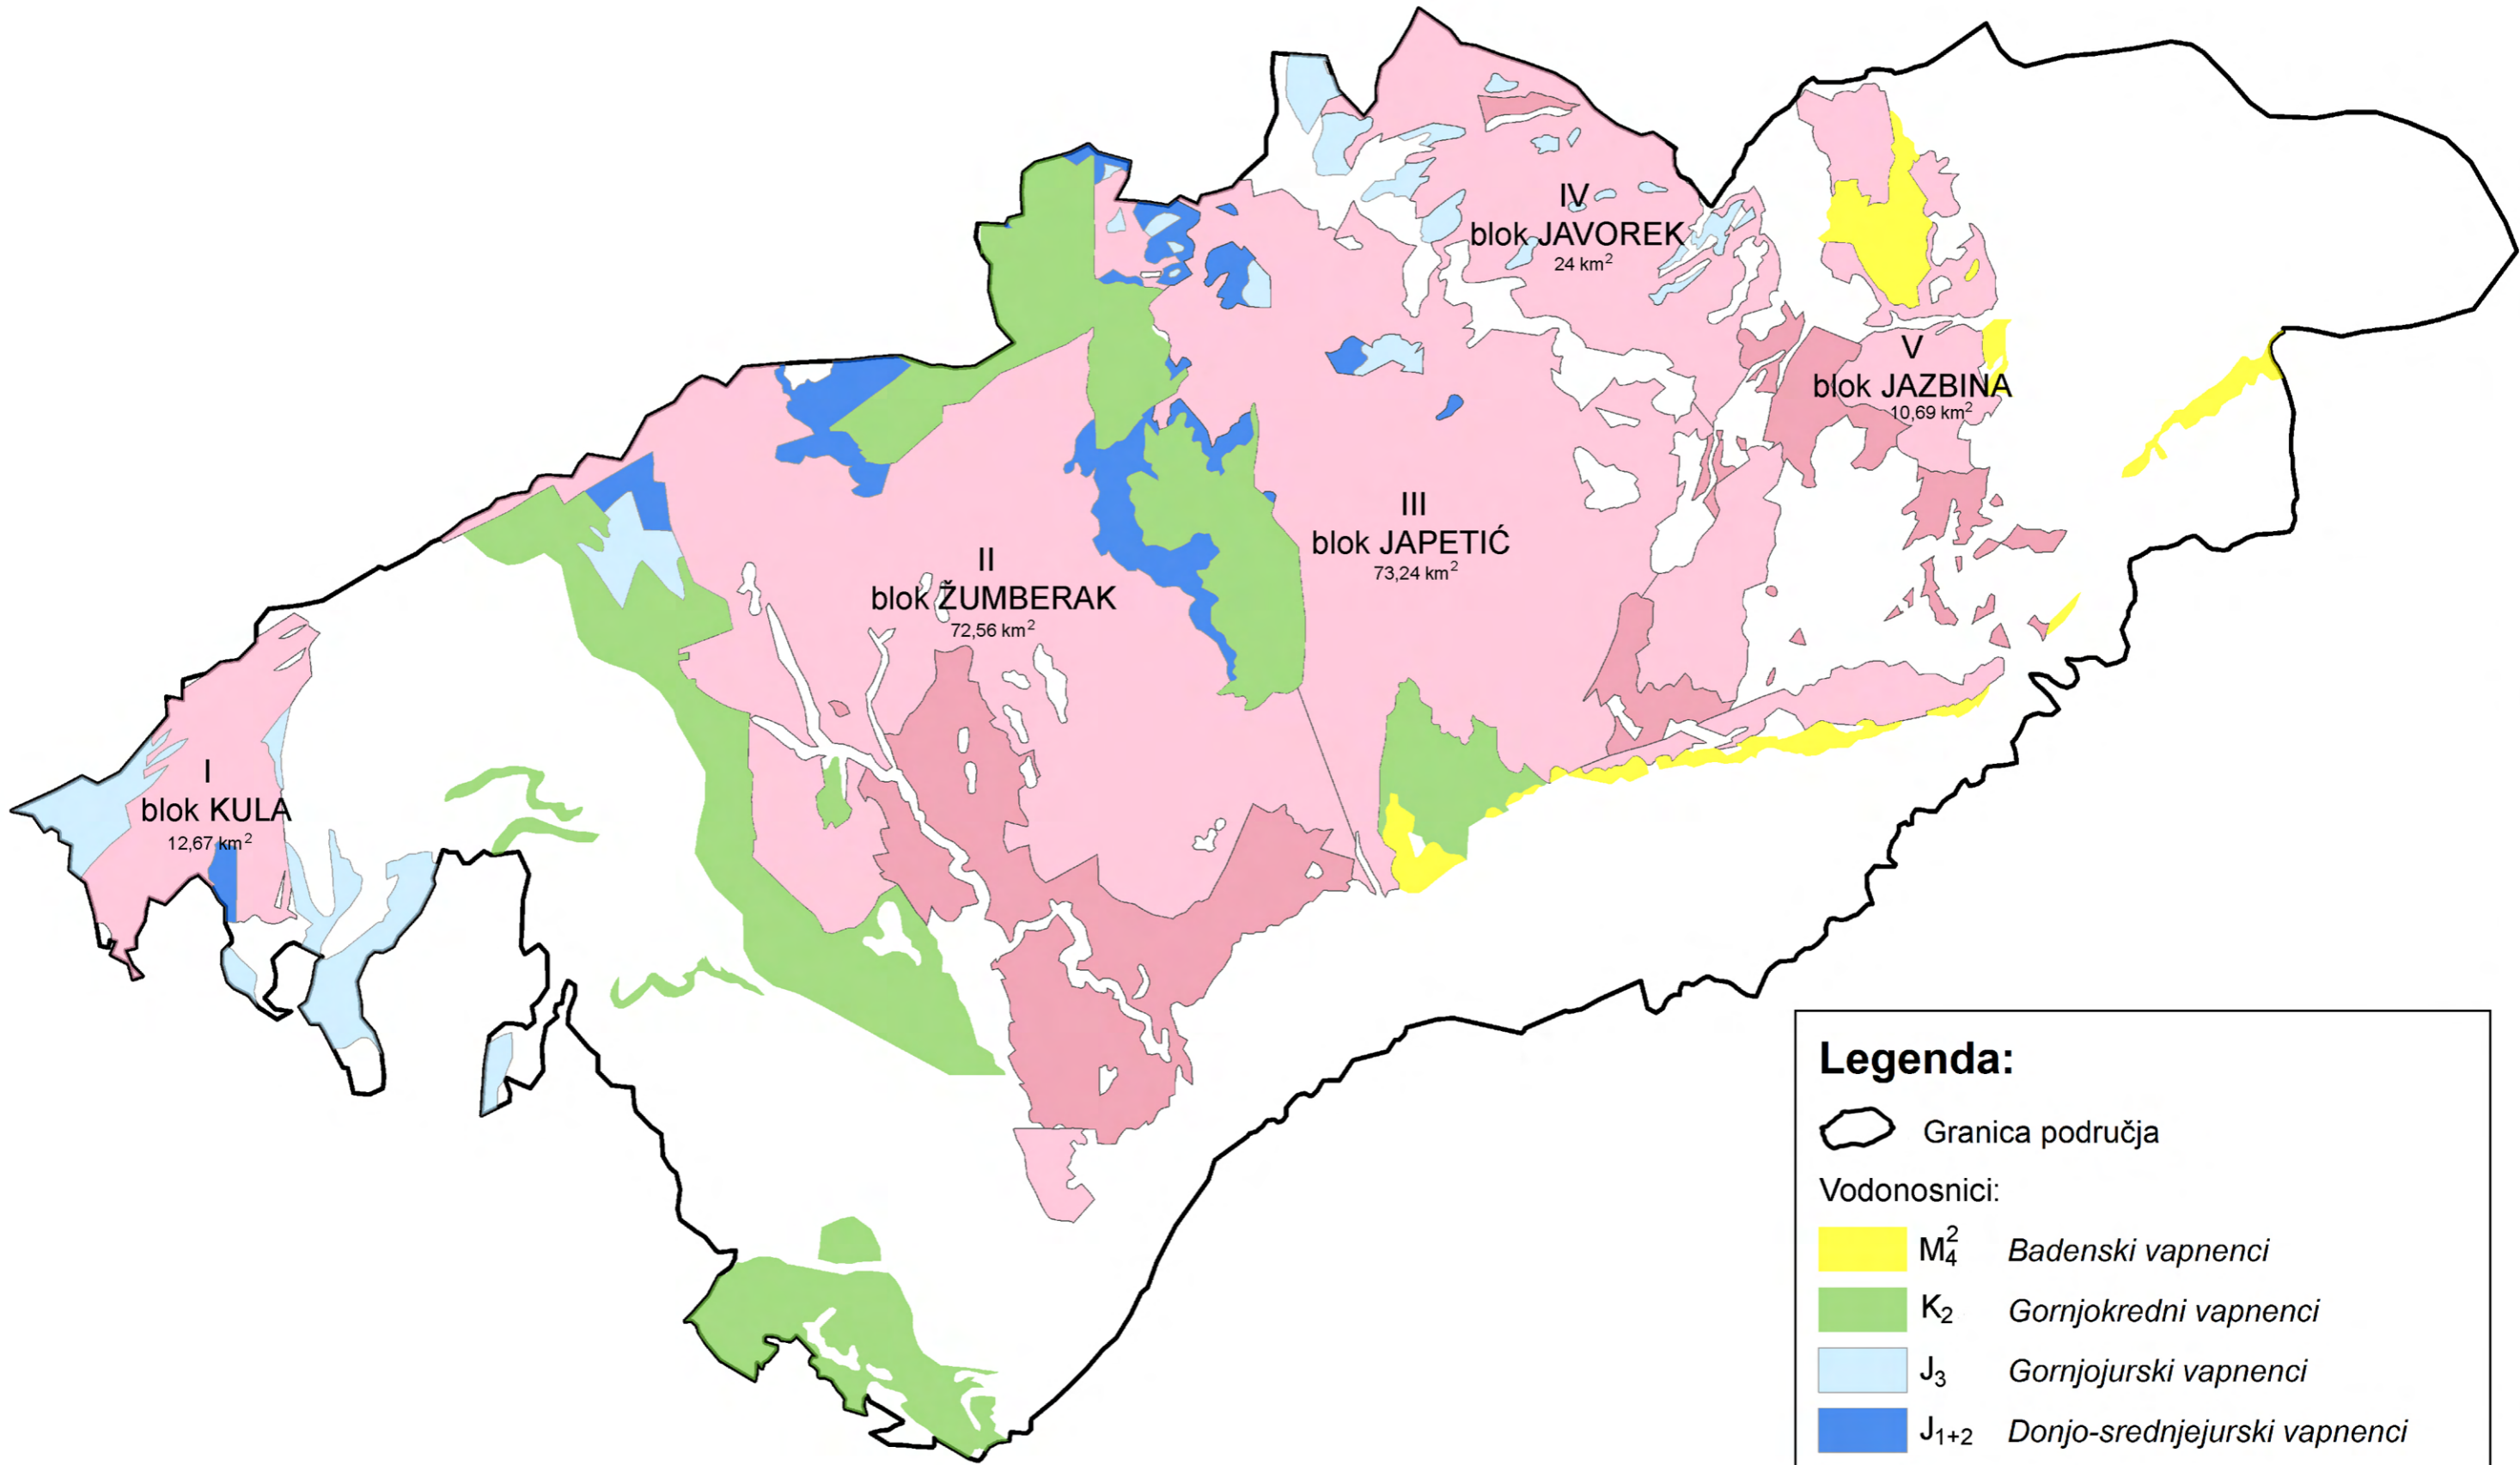 IV
blok JAVOREK
24 km²
V
blok JAZBINA
10,69 km²
III
blok JAPETIĆ
73,24 km²
II
blok ŽUMBERAK
72,56 km²
I
blok KULA
12,67 km²
Legenda:
Granica područja
Vodonosnici:
M₄² Badenski vapnenci
K₂ Gornjokredni vapnenci
J₃ Gornjojurski vapnenci
J₁₊₂ Donjo-srednjejurski vapnenci